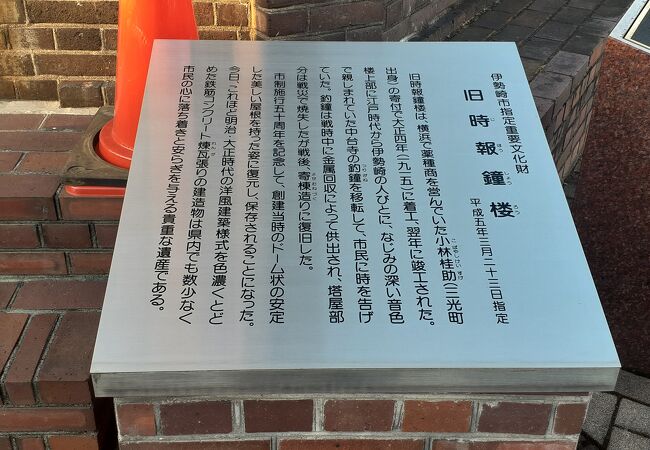 伊勢崎市指定重要文化財
旧時報鐘楼
きゅうじほうしょうろう
平成五年三月二十三日指定
旧時報鐘楼は、横浜で薬種商を営んでいた小林桂助(三光町
出身)の寄付で大正四年(一九一五)に着工、翌年に竣工された。
楼上部に江戸時代から伊勢崎の人びとに、なじみの深い音色
で親しまれていた中台寺の釣鐘を移転して、市民に時を告げ
ていた。釣鐘は戦時中に金属回収によって供出され、塔屋部
分は戦災で焼失したが戦後、寄棟造りに復旧した。
市制施行五十周年を記念して、創建当時のドーム状の安定
した美しい屋根を持った姿に復元し、保存されることになった。
今日、これほど明治・大正時代の洋風建築様式を色濃くとど
めた鉄筋コンクリート煉瓦張りの建造物は県内でも数少なく
市民の心に落ち着きと安らぎを与える貴重な遺産である。